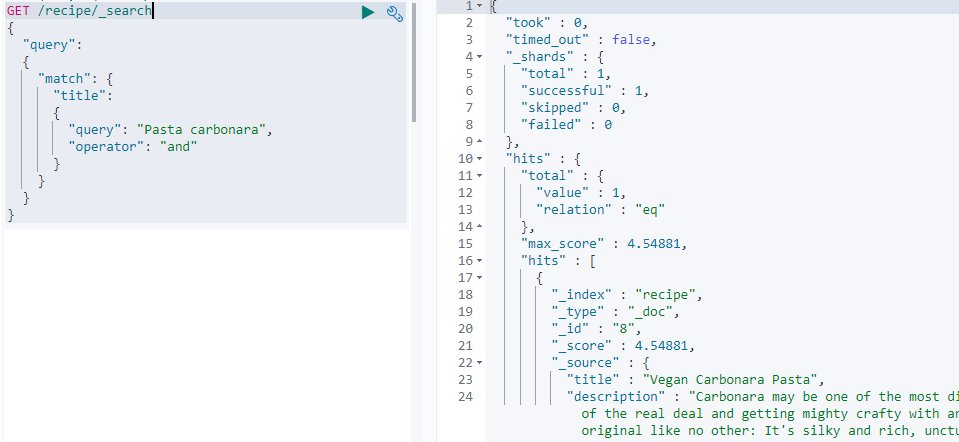 GET /recipe/_search
{
"query":
{
"match": {
"title":
{
"query": "Pasta carbonara",
"operator": "and"
}
}
}
}
1 {
2 "took" : 0,
3 "timed_out" : false,
4 "_shards" : {
5 "total" : 1,
6 "successful" : 1,
7 "skipped" : 0,
8 "failed" : 0
9 },
10 "hits" : {
11 "total" : {
12 "value" : 1,
13 "relation" : "eq"
14 },
15 "max_score" : 4.54881,
16 "hits" : [
17 {
18 "_index" : "recipe",
19 "_type" : "_doc",
20 "_id" : "8",
21 "_score" : 4.54881,
22 "_source" : {
23 "title" : "Vegan Carbonara Pasta",
24 "description" : "Carbonara may be one of the most di
of the real deal and getting mighty crafty with
original like no other: It's silky and rich,